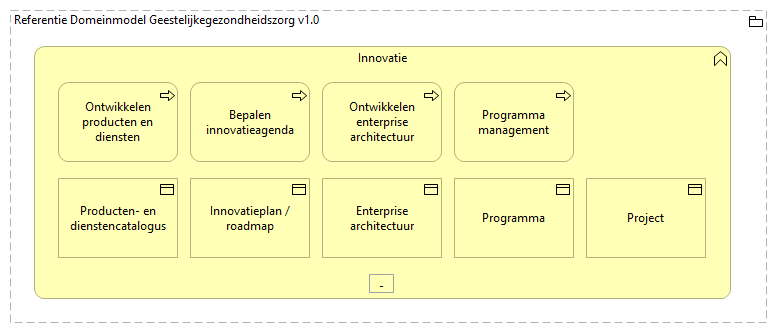 Referentie Domeinmodel Geestelijkegezondheidszorg v1.0
Innovatie
Ontwikkelen
producten en
diensten
Bepalen
innovatieagenda
Ontwikkelen
enterprise
architectuur
Programma
management
Producten- en
dienstencatalogus
Innovatieplan /
roadmap
Enterprise
architectuur
Programma
Project
-